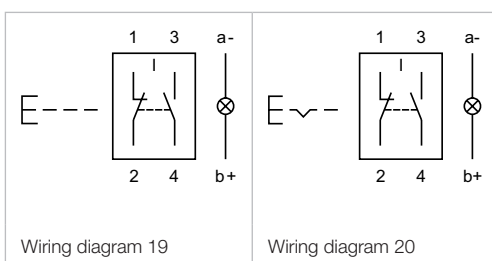 1 3 a-
2 4 b+
Wiring diagram 19
1 3 a-
2 4 b+
Wiring diagram 20